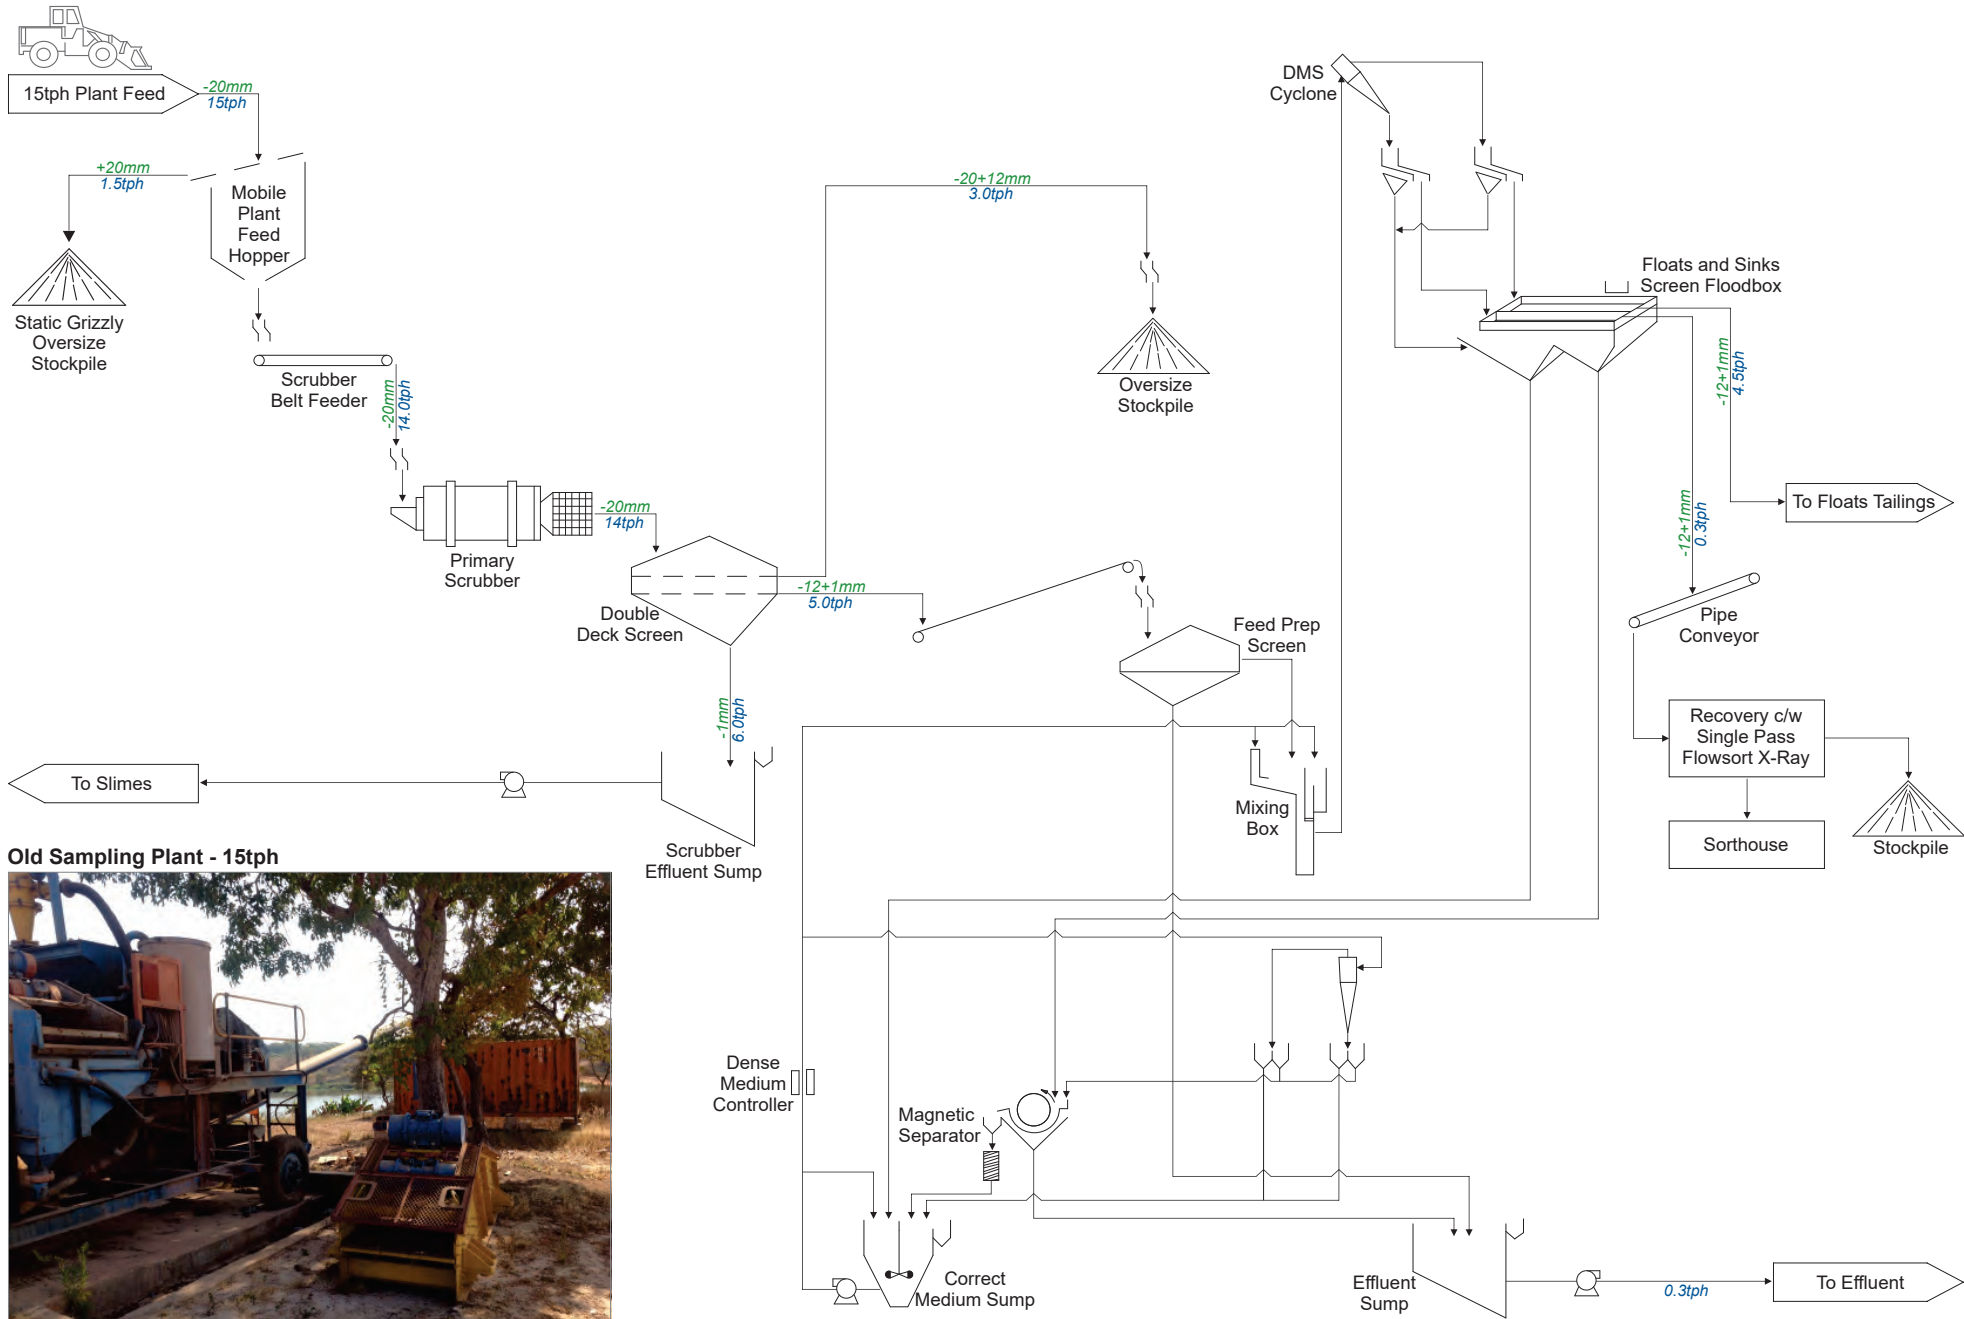 15tph Plant Feed
-20mm
15tph
+20mm
1.5tph
Mobile
Plant
Feed
Hopper
Static Grizzly
Oversize
Stockpile
Scrubber
Belt Feeder
-20mm
14.0tph
Primary
Scrubber
-20mm
14tph
Double
Deck Screen
-20+12mm
3.0tph
Oversize
Stockpile
-12+1mm
5.0tph
Feed Prep
Screen
-1mm
6.0tph
Scrubber
Effluent Sump
To Slimes
DMS
Cyclone
Floats and Sinks
Screen Floodbox
-12+1mm
4.5tph
To Floats Tailings
-12+1mm
0.3tph
Pipe
Conveyor
Recovery c/w
Single Pass
Flowsort X-Ray
Sorthouse
Stockpile
Mixing
Box
Dense
Medium
Controller
Magnetic
Separator
Correct
Medium Sump
Effluent
Sump
0.3tph
To Effluent
Old Sampling Plant - 15tph